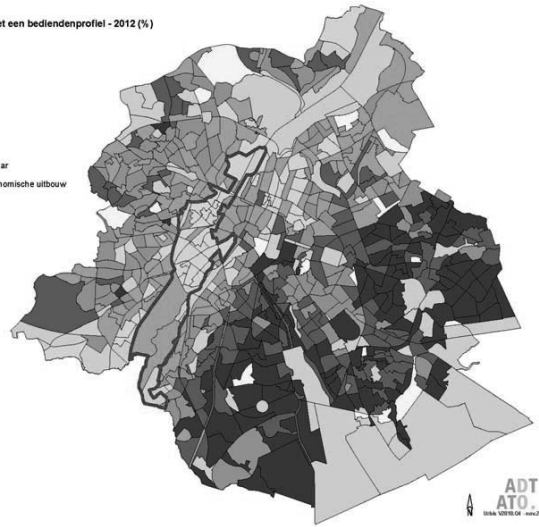 et een bediendenprofiel - 2012 (%)
ar
nomische uitbouw
ADT
ATO.
N